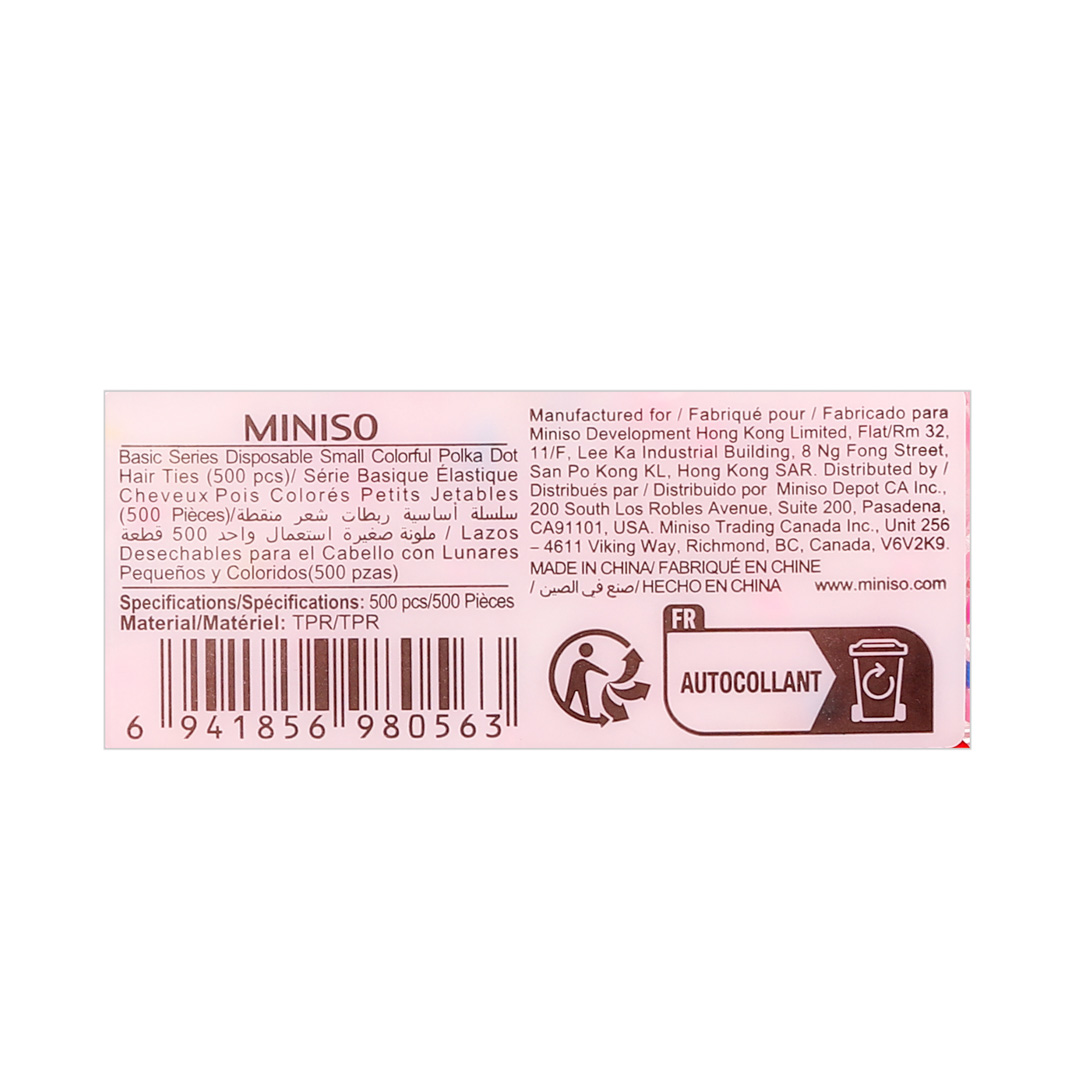 MINISO
Basic Series Disposable Small Colorful Polka Dot
Hair Ties (500 pcs)/ Série Basique Élastique
Cheveux Pois Colorés Petits Jetables
(500 Pièces)/سلسلة أساسية ربطات شعر منقطة
ملونة صغيرة استعمال واحد 500 قطعة / Lazos
Desechables para el Cabello con Lunares
Pequeños y Coloridos(500 pzas)
Specifications/Spécifications: 500 pcs/500 Pièces
Material/Matériel: TPR/TPR
6 941856 980563
Manufactured for / Fabriqué pour / Fabricado para
Miniso Development Hong Kong Limited, Flat/Rm 32,
11/F, Lee Ka Industrial Building, 8 Ng Fong Street,
San Po Kong KL, Hong Kong SAR. Distributed by /
Distribués par / Distribuido por Miniso Depot CA Inc.,
200 South Los Robles Avenue, Suite 200, Pasadena,
CA91101, USA. Miniso Trading Canada Inc., Unit 256
– 4611 Viking Way, Richmond, BC, Canada, V6V2K9.
MADE IN CHINA/ FABRIQUÉ EN CHINE
/ صنع في الصين/ HECHO EN CHINA www.miniso.com
FR
AUTOCOLLANT